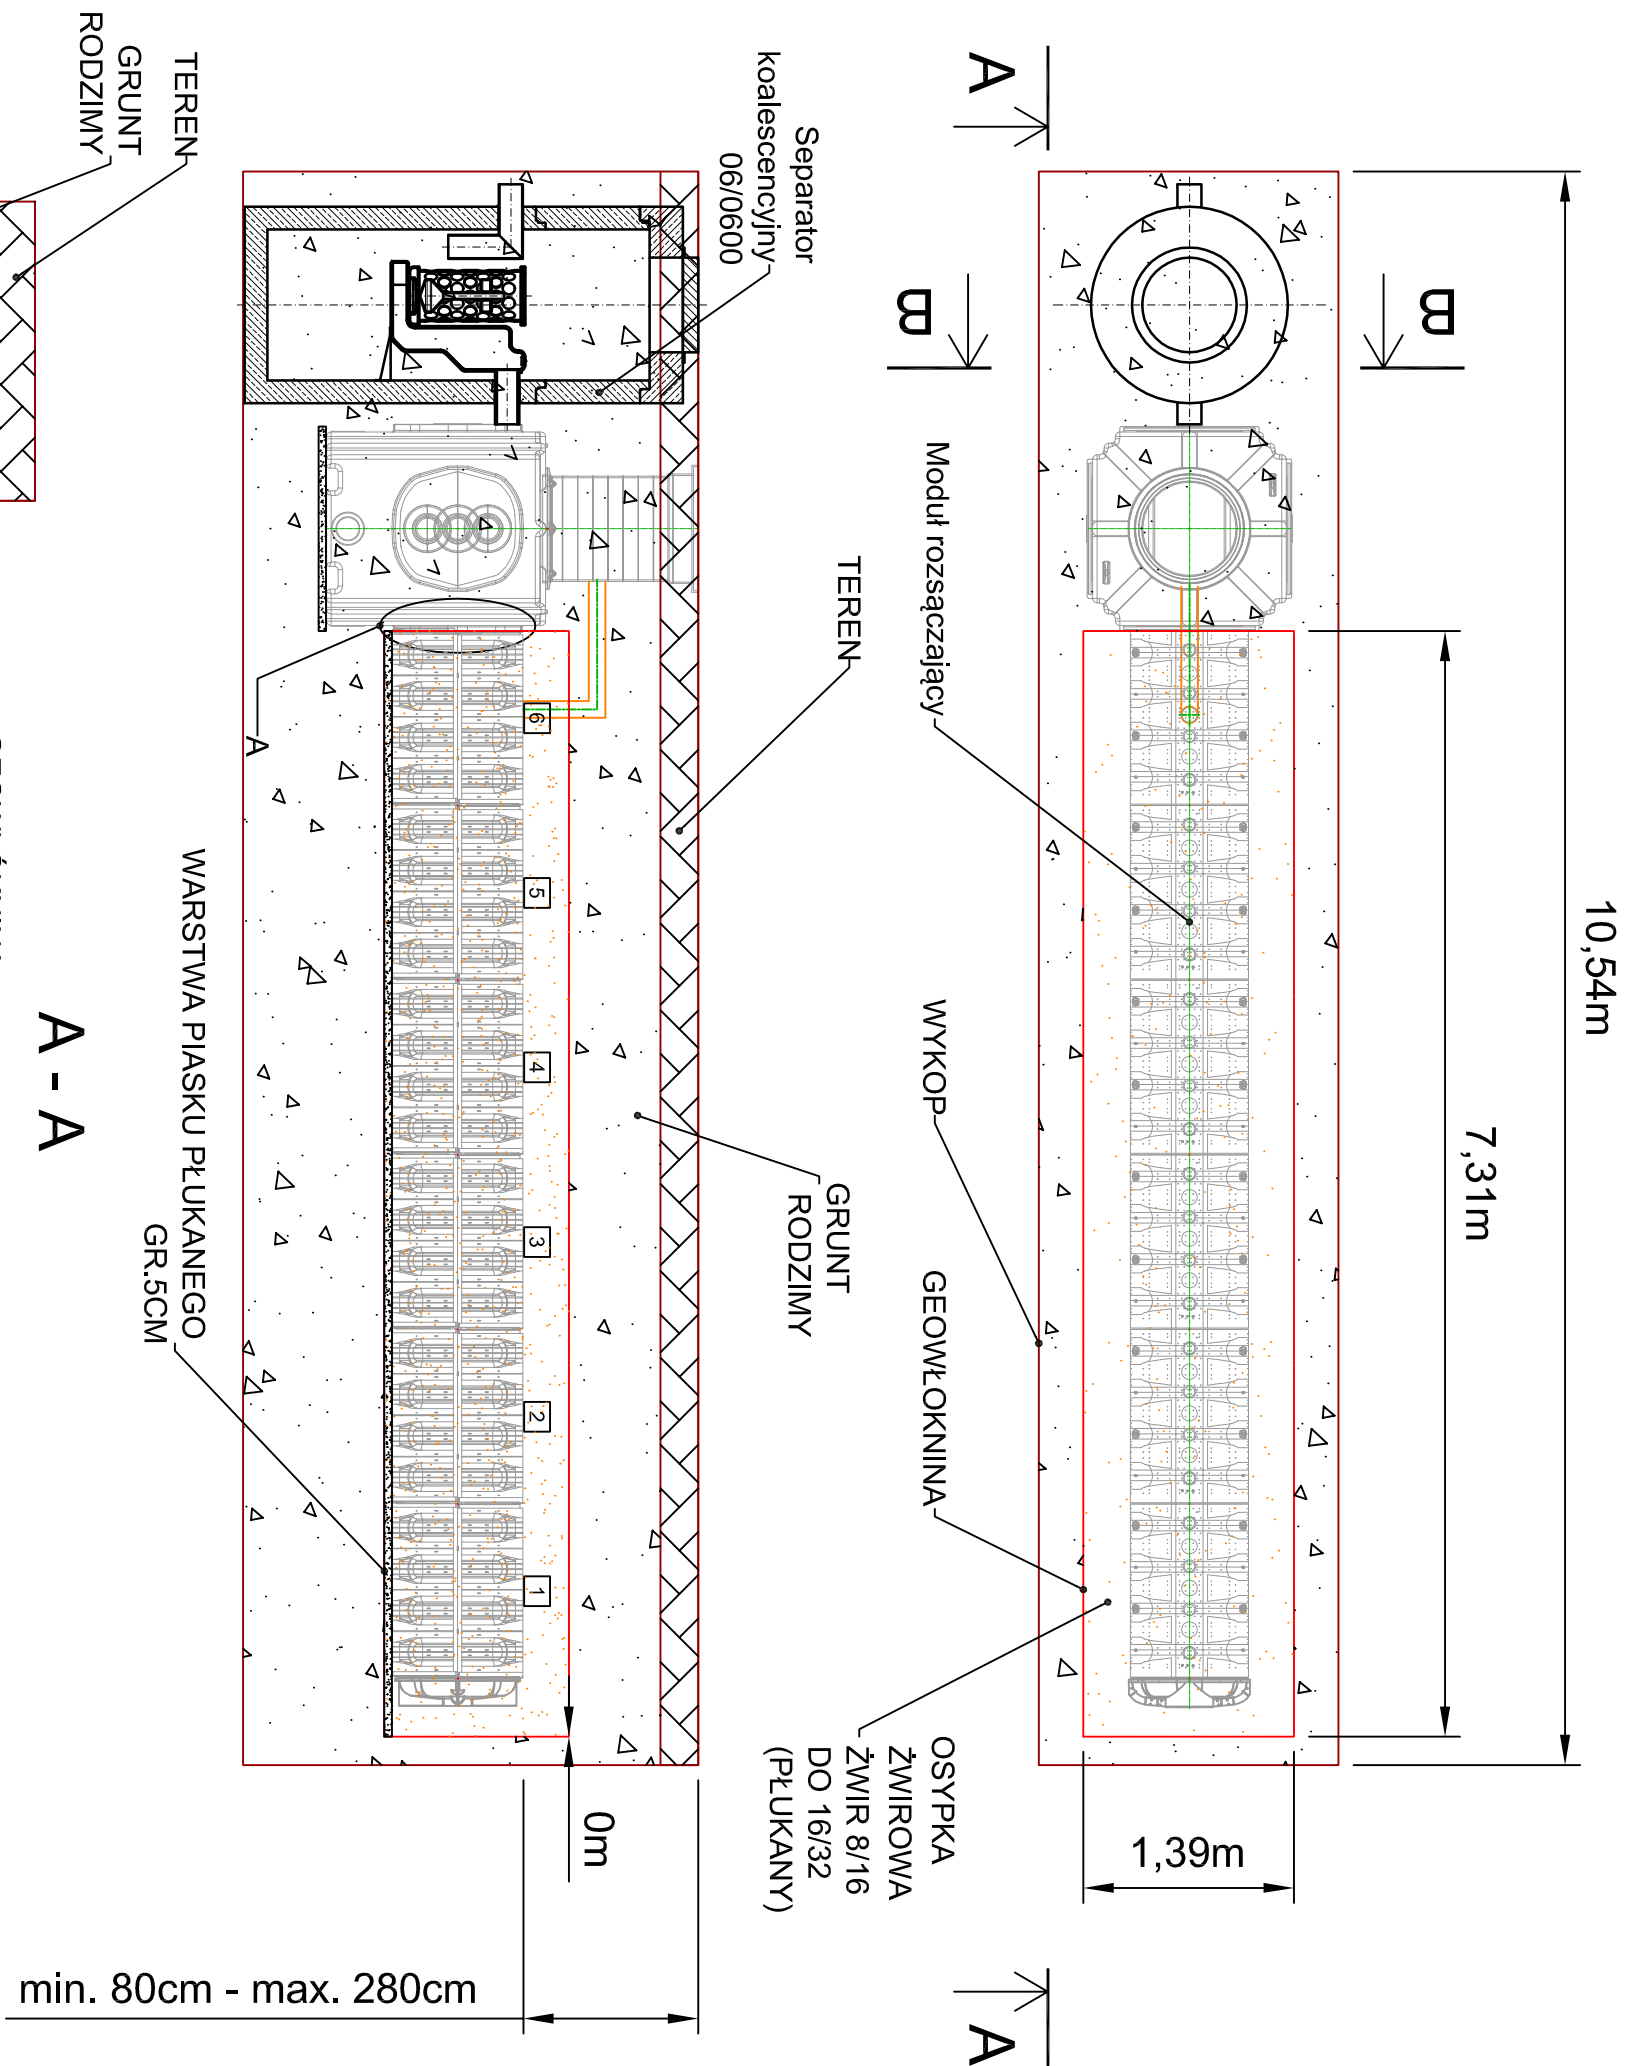 10,54m
7,31m
1,39m
A
A
B
B
Moduł rozsączający
WYKOP
GEOWŁOKNINA
OSYPKA
ŻWIROWA
ŻWIR 8/16
DO 16/32
(PŁUKANY)
Separator
koalescencyjny
06/0600
TEREN
GRUNT
RODZIMY
0m
min. 80cm - max. 280cm
6
5
4
3
2
1
A
WARSTWA PIASKU PŁUKANEGO
GR.5CM
TEREN
GRUNT
RODZIMY
A - A